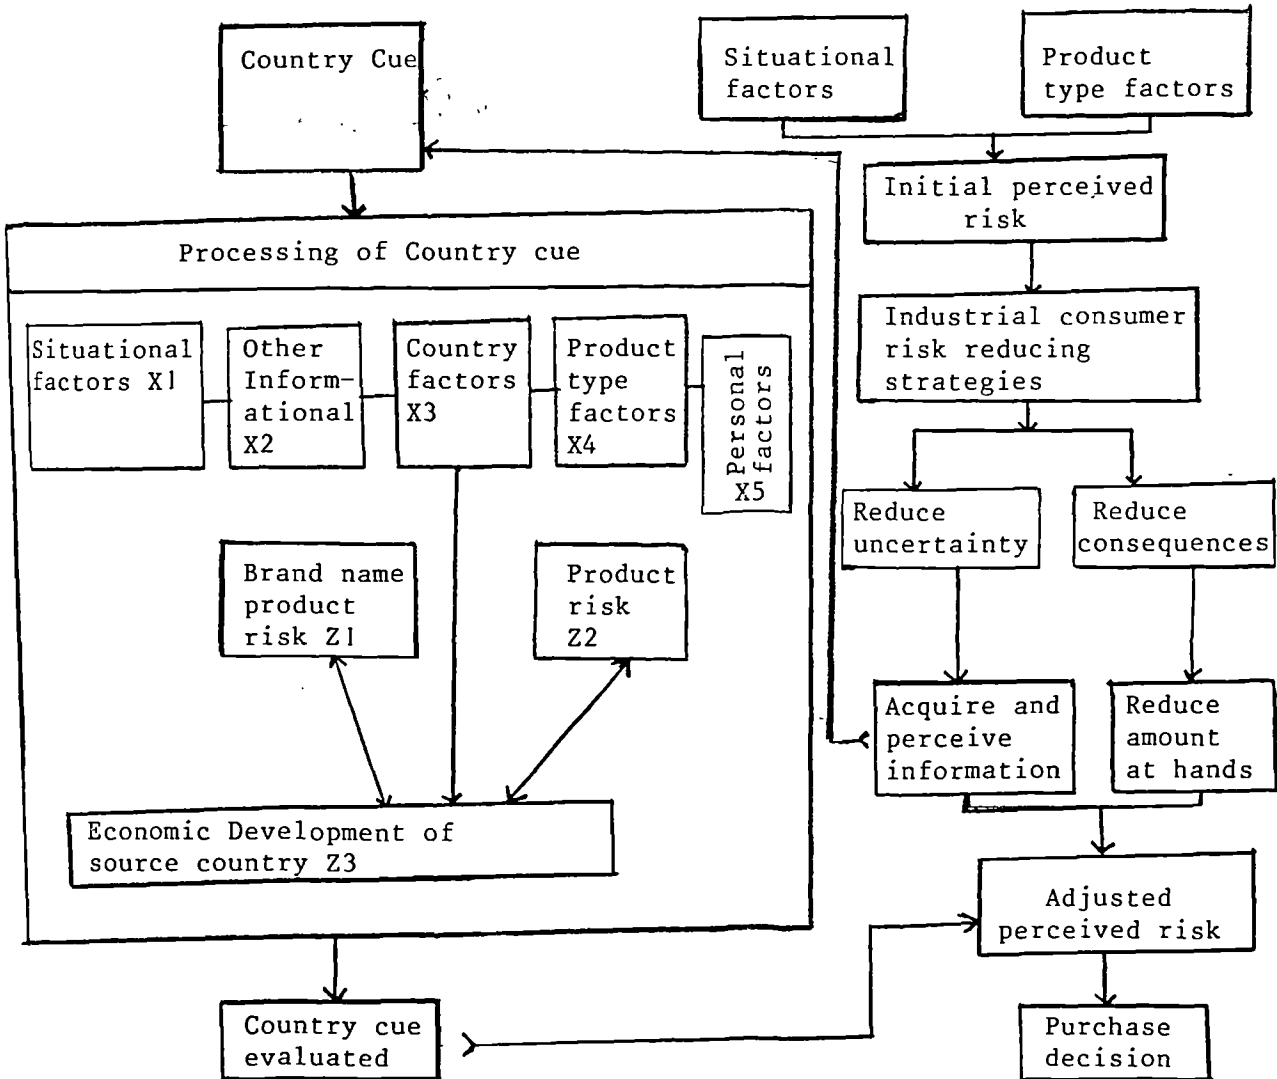 Country Cue
Situational
factors
Product
type factors
Initial perceived
risk
Processing of Country cue
Industrial consumer
risk reducing
strategies
Situational
factors X1
Other
Inform-
ational
X2
Country
factors
X3
Product
type
factors
X4
Personal
factors
X5
Reduce
uncertainty
Reduce
consequences
Brand name
product
risk Z1
Product
risk
Z2
Acquire and
perceive
information
Reduce
amount
at hands
Economic Development of
source country Z3
Adjusted
perceived risk
Country cue
evaluated
Purchase
decision